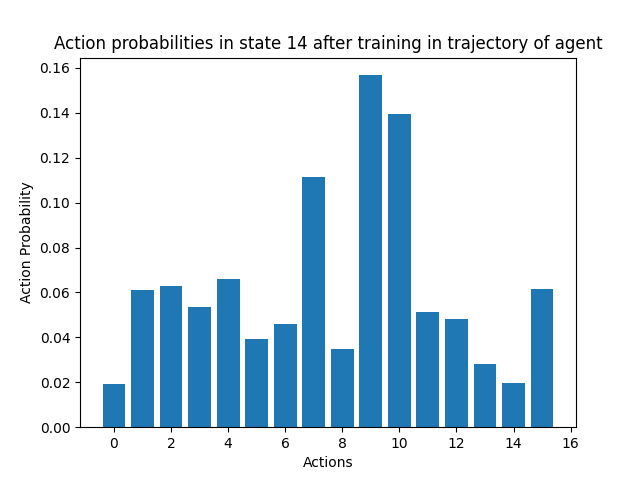 Action probabilities in state 14 after training in trajectory of agent
0.16
0.14
0.12
0.10
0.08
0.06
0.04
0.02
0.00
Action Probability
0 2 4 6 8 10 12 14 16
Actions